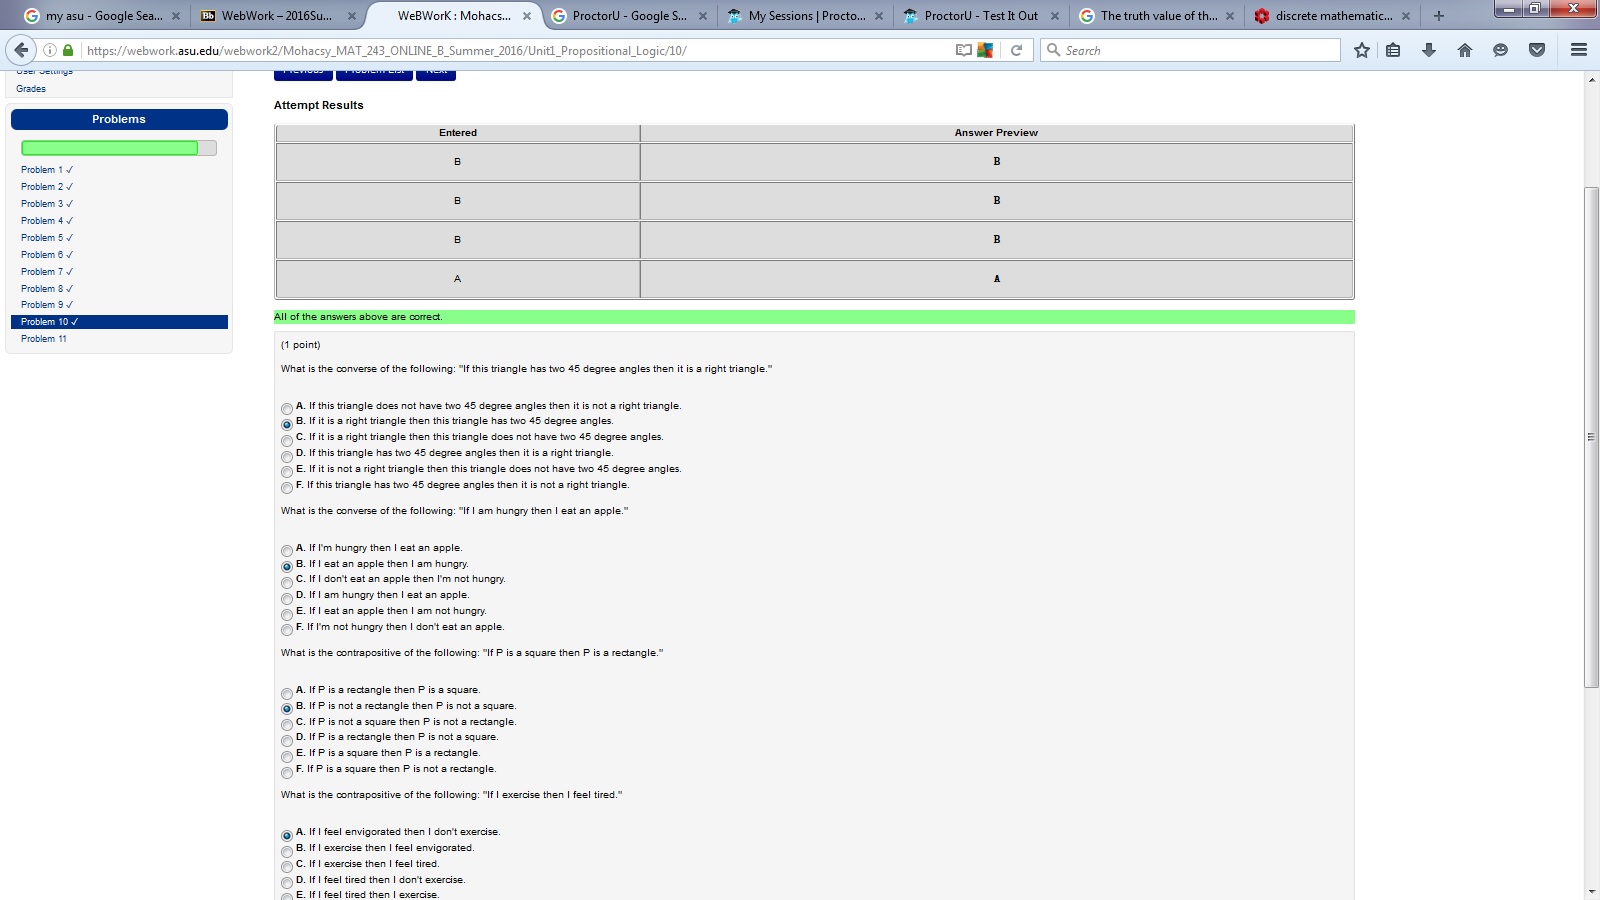 my asu - Google Sea...
WebWork – 2016Su...
WeBWorK : Mohacs...
ProctorU - Google S...
My Sessions | Procto...
ProctorU - Test It Out
The truth value of th...
discrete mathematic...
https://webwork.asu.edu/webwork2/Mohacsy_MAT_243_ONLINE_B_Summer_2016/Unit1_Propositional_Logic/10/
Search
User Settings
Grades
Problems
Problem 1 ✓
Problem 2 ✓
Problem 3 ✓
Problem 4 ✓
Problem 5 ✓
Problem 6 ✓
Problem 7 ✓
Problem 8 ✓
Problem 9 ✓
Problem 10 ✓
Problem 11
Previous Problem List Next
Attempt Results
Entered Answer Preview
B B
B B
B B
A A
All of the answers above are correct.
(1 point)
What is the converse of the following: "If this triangle has two 45 degree angles then it is a right triangle."
A. If this triangle does not have two 45 degree angles then it is not a right triangle.
B. If it is a right triangle then this triangle has two 45 degree angles.
C. If it is a right triangle then this triangle does not have two 45 degree angles.
D. If this triangle has two 45 degree angles then it is a right triangle.
E. If it is not a right triangle then this triangle does not have two 45 degree angles.
F. If this triangle has two 45 degree angles then it is not a right triangle.
What is the converse of the following: "If I am hungry then I eat an apple."
A. If I'm hungry then I eat an apple.
B. If I eat an apple then I am hungry.
C. If I don't eat an apple then I'm not hungry.
D. If I am hungry then I eat an apple.
E. If I eat an apple then I am not hungry.
F. If I'm not hungry then I don't eat an apple.
What is the contrapositive of the following: "If P is a square then P is a rectangle."
A. If P is a rectangle then P is a square.
B. If P is not a rectangle then P is not a square.
C. If P is not a square then P is not a rectangle.
D. If P is a rectangle then P is not a square.
E. If P is a square then P is a rectangle.
F. If P is a square then P is not a rectangle.
What is the contrapositive of the following: "If I exercise then I feel tired."
A. If I feel envigorated then I don't exercise.
B. If I exercise then I feel envigorated.
C. If I exercise then I feel tired.
D. If I feel tired then I don't exercise.
E. If I feel tired then I exercise.